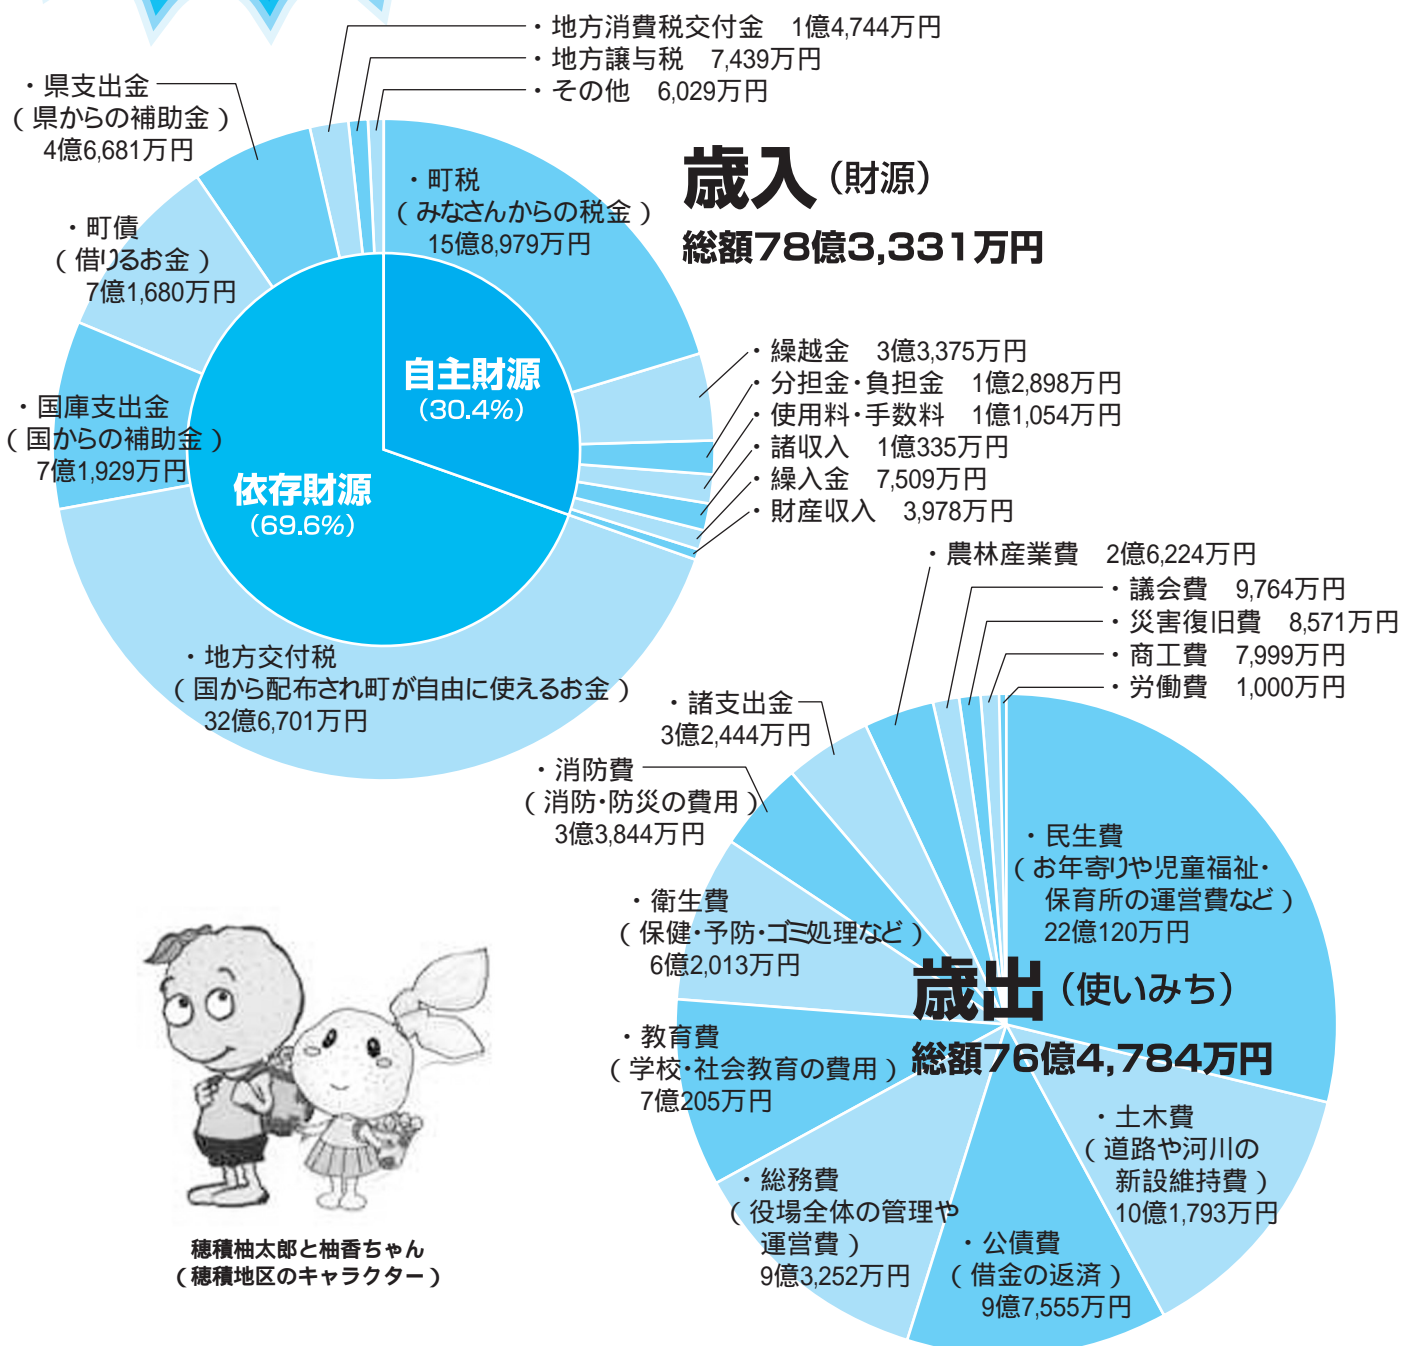 ・地方消費税交付金　1億4,744万円
・地方譲与税　7,439万円
・その他　6,029万円
・県支出金
（県からの補助金）
4億6,681万円
・町債
（借りるお金）
7億1,680万円
・国庫支出金
（国からの補助金）
7億1,929万円
・町税
（みなさんからの税金）
15億8,979万円
歳入（財源）
総額78億3,331万円
自主財源
（30.4%）
依存財源
（69.6%）
・繰越金　3億3,375万円
・分担金・負担金　1億2,898万円
・使用料・手数料　1億1,054万円
・諸収入　1億335万円
・繰入金　7,509万円
・財産収入　3,978万円
・地方交付税
（国から配布され町が自由に使えるお金）
32億6,701万円
・農林産業費　2億6,224万円
・議会費　9,764万円
・災害復旧費　8,571万円
・商工費　7,999万円
・労働費　1,000万円
・諸支出金
3億2,444万円
・消防費
（消防・防災の費用）
3億3,844万円
・衛生費
（保健・予防・ゴミ処理など）
6億2,013万円
・教育費
（学校・社会教育の費用）
7億205万円
・総務費
（役場全体の管理や
運営費）
9億3,252万円
・公債費
（借金の返済）
9億7,555万円
・土木費
（道路や河川の
新設維持費）
10億1,793万円
・民生費
（お年寄りや児童福祉・
保育所の運営費など）
22億120万円
歳出（使いみち）
総額76億4,784万円
穂積柚太郎と柚香ちゃん
（穂積地区のキャラクター）